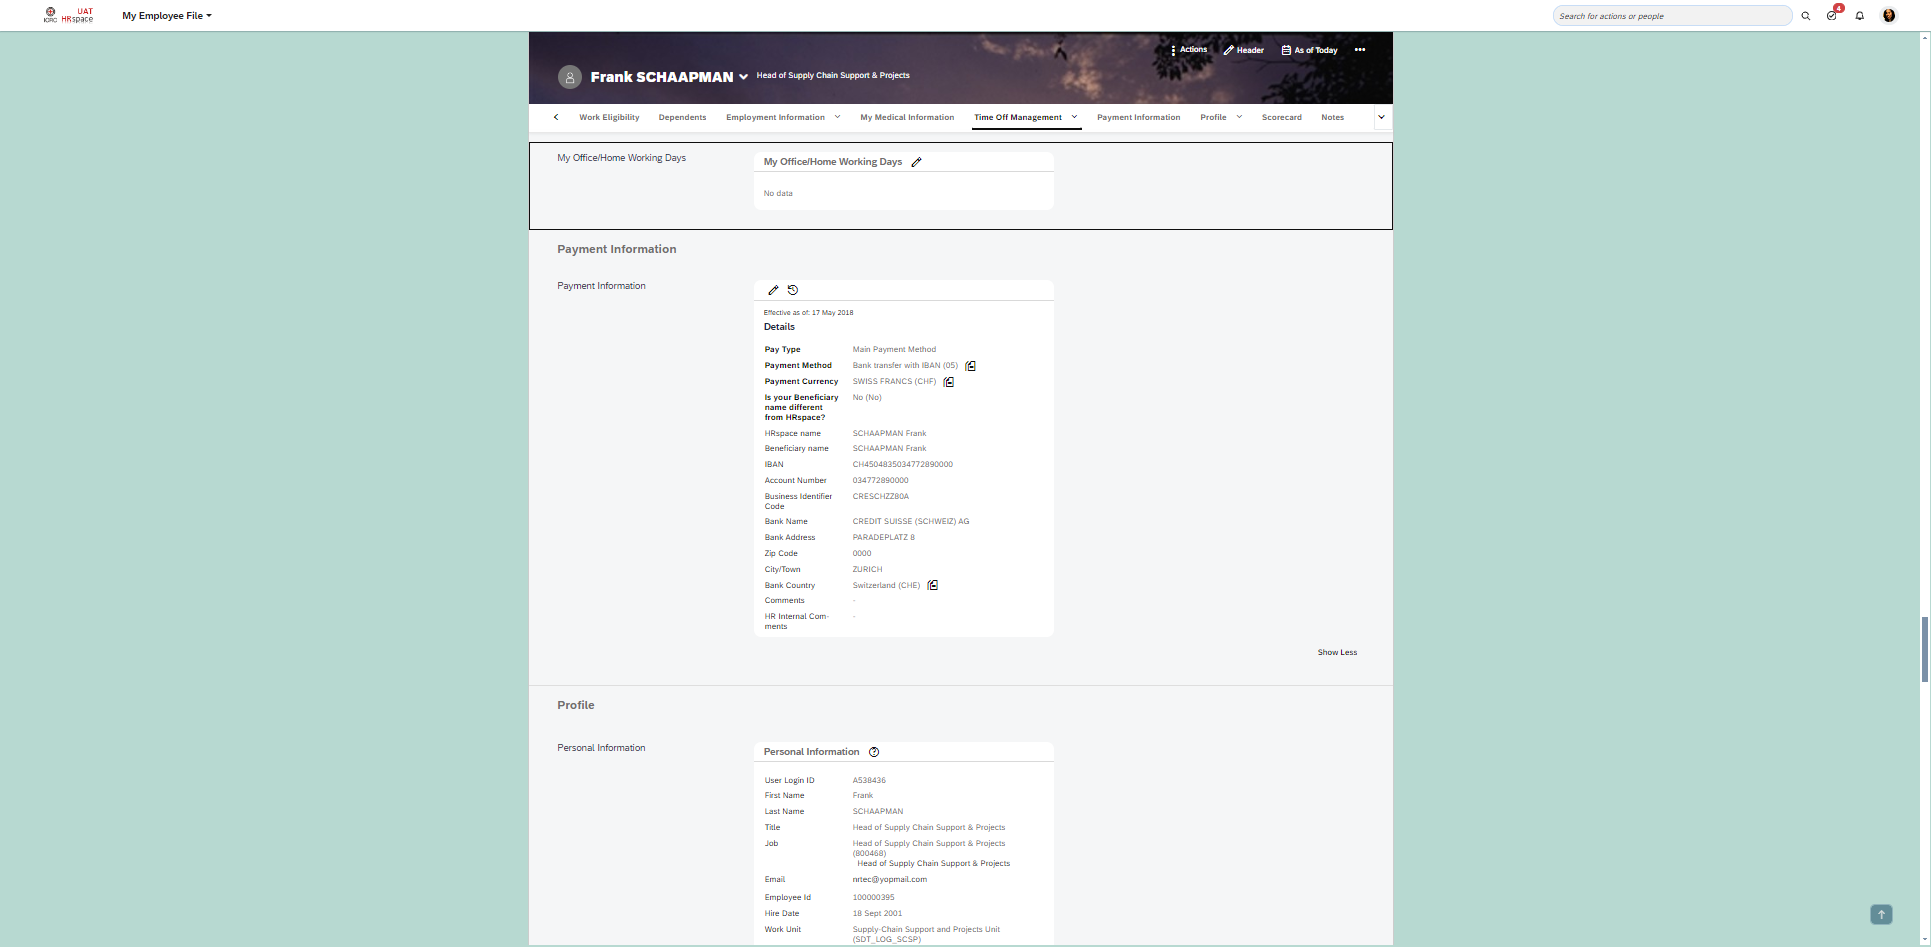 ICRC
UAT
HRspace
My Employee File
Search for actions or people
4
Actions
Header
As of Today
Frank SCHAAPMAN
Head of Supply Chain Support & Projects
Work Eligibility
Dependents
Employment Information
My Medical Information
Time Off Management
Payment Information
Profile
Scorecard
Notes
My Office/Home Working Days
My Office/Home Working Days
No data
Payment Information
Payment Information
Effective as of: 17 May 2018
Details
Pay Type Main Payment Method
Payment Method Bank transfer with IBAN (05)
Payment Currency SWISS FRANCS (CHF)
Is your Beneficiary No (No)
name different
from HRspace?
HRspace name SCHAAPMAN Frank
Beneficiary name SCHAAPMAN Frank
IBAN CH4504835034772890000
Account Number 034772890000
Business Identifier CRESCHZZ80A
Code
Bank Name CREDIT SUISSE (SCHWEIZ) AG
Bank Address PARADEPLATZ 8
Zip Code 0000
City/Town ZURICH
Bank Country Switzerland (CHE)
Comments -
HR Internal Com- -
ments
Show Less
Profile
Personal Information
Personal Information
User Login ID A538436
First Name Frank
Last Name SCHAAPMAN
Title Head of Supply Chain Support & Projects
Job Head of Supply Chain Support & Projects
(800468)
Head of Supply Chain Support & Projects
Email nrtec@yopmail.com
Employee Id 100000395
Hire Date 18 Sept 2001
Work Unit Supply-Chain Support and Projects Unit
(SDT_LOG_SCSP)